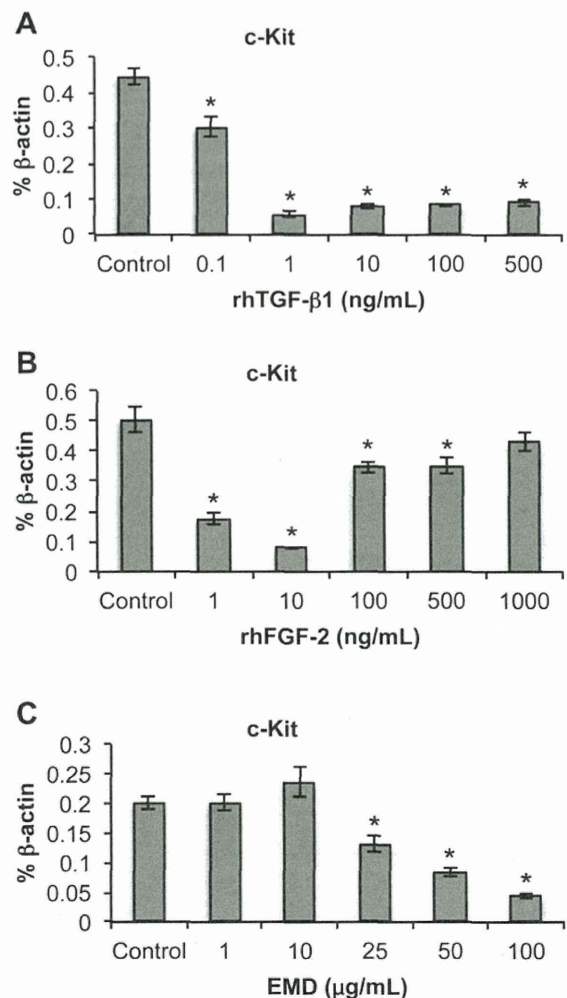 A
c-Kit
% β-actin
0.5
0.4
0.3
0.2
0.1
0
*
*
*
*
*
Control 0.1 1 10 100 500
rhTGF-β1 (ng/mL)
B
c-Kit
% β-actin
0.6
0.5
0.4
0.3
0.2
0.1
0
*
*
*
*
Control 1 10 100 500 1000
rhFGF-2 (ng/mL)
C
c-Kit
% β-actin
0.3
0.25
0.2
0.15
0.1
0.05
0
*
*
*
Control 1 10 25 50 100
EMD (μg/mL)